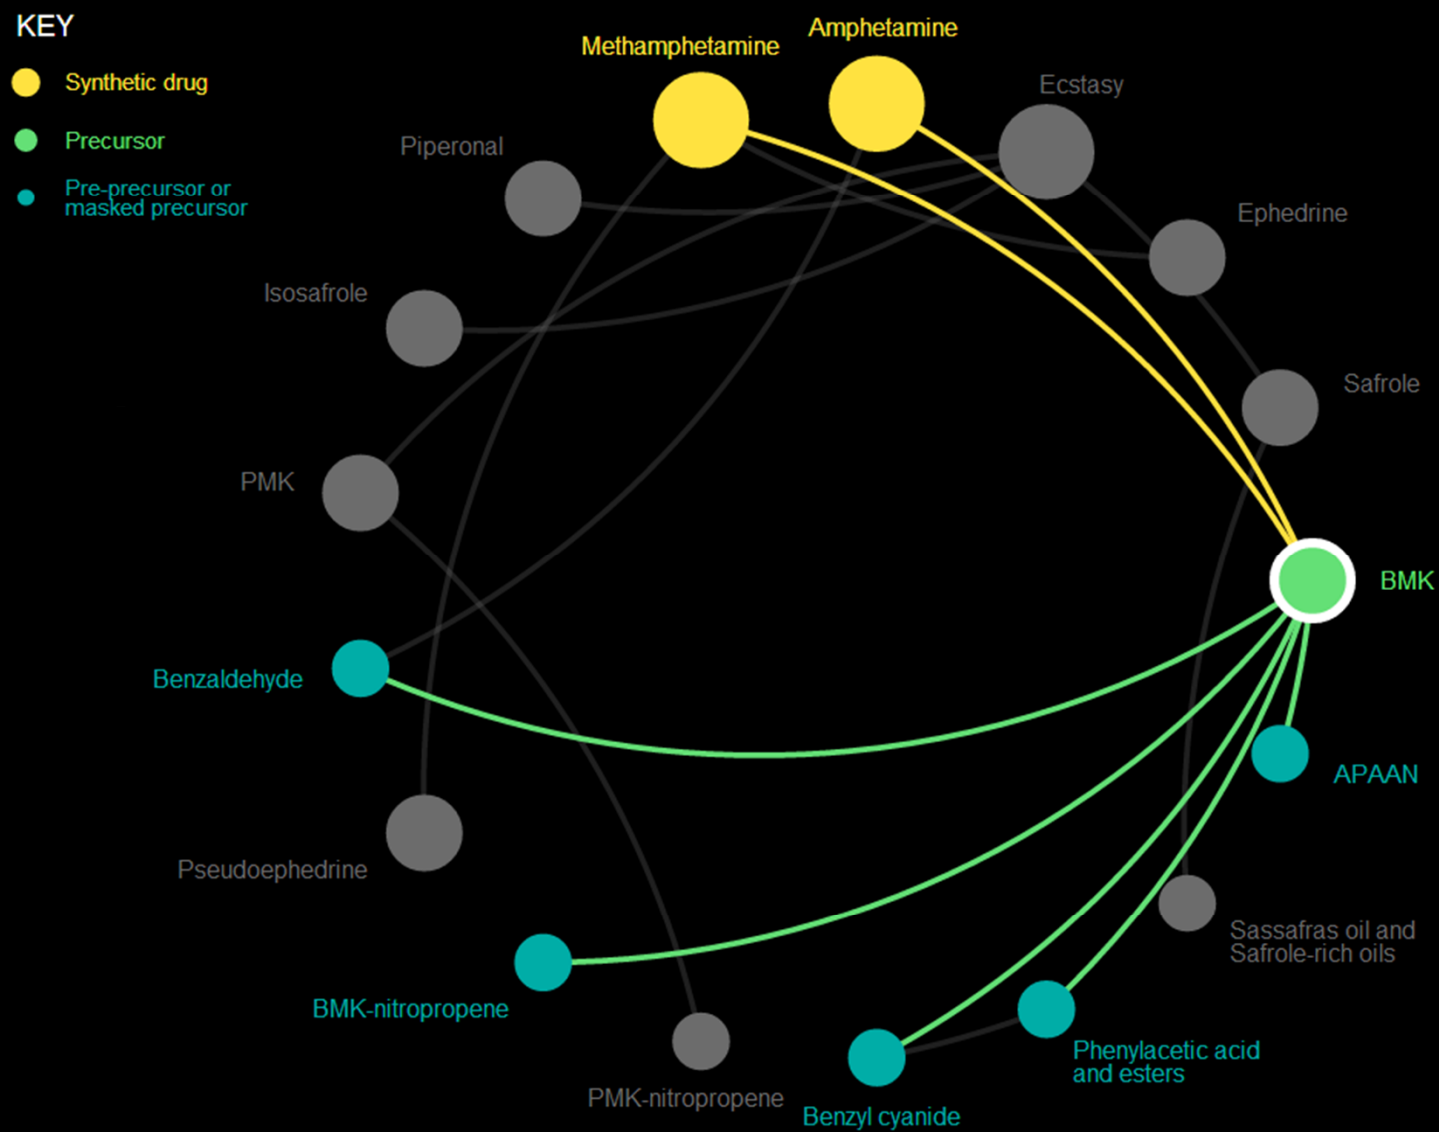 KEY
Synthetic drug
Precursor
Pre-precursor or
masked precursor
Methamphetamine
Amphetamine
Ecstasy
Piperonal
Ephedrine
Isosafrole
Safrole
PMK
BMK
Benzaldehyde
APAAN
Pseudoephedrine
Sassafras oil and
Safrole-rich oils
BMK-nitropropene
Phenylacetic acid
and esters
PMK-nitropropene
Benzyl cyanide